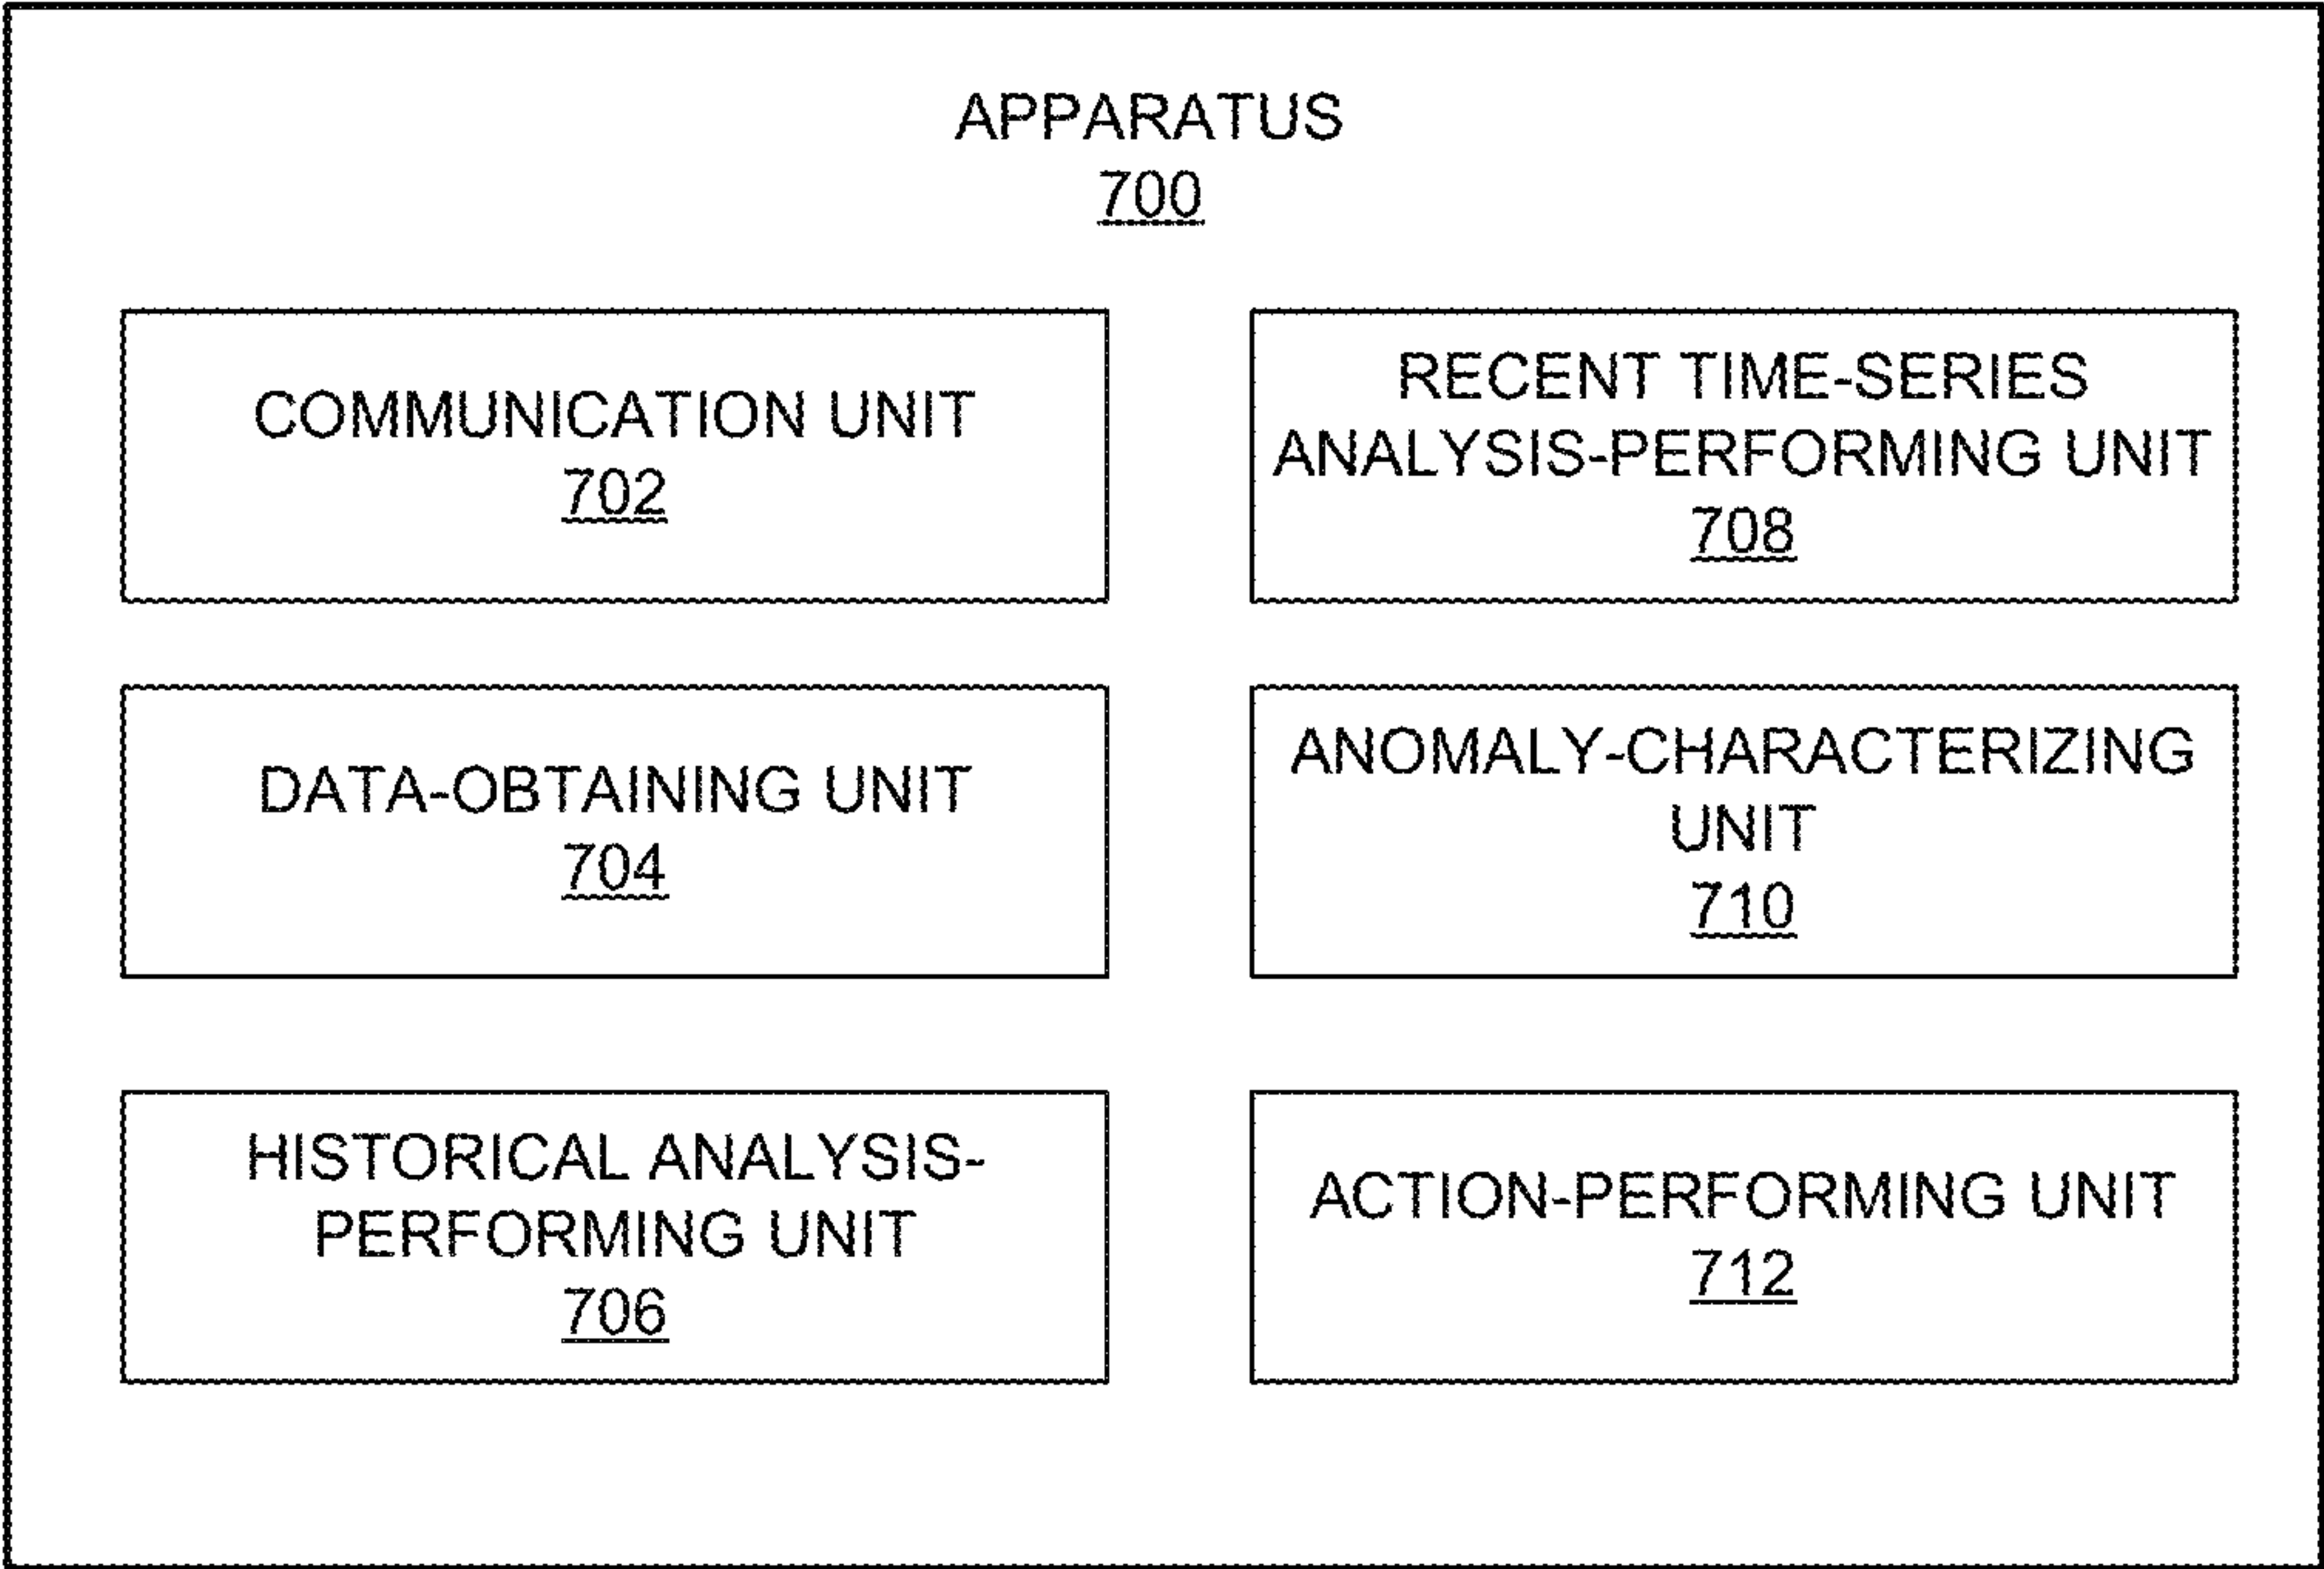 APPARATUS
700
COMMUNICATION UNIT
702
DATA-OBTAINING UNIT
704
HISTORICAL ANALYSIS-
PERFORMING UNIT
706
RECENT TIME-SERIES
ANALYSIS-PERFORMING UNIT
708
ANOMALY-CHARACTERIZING
UNIT
710
ACTION-PERFORMING UNIT
712